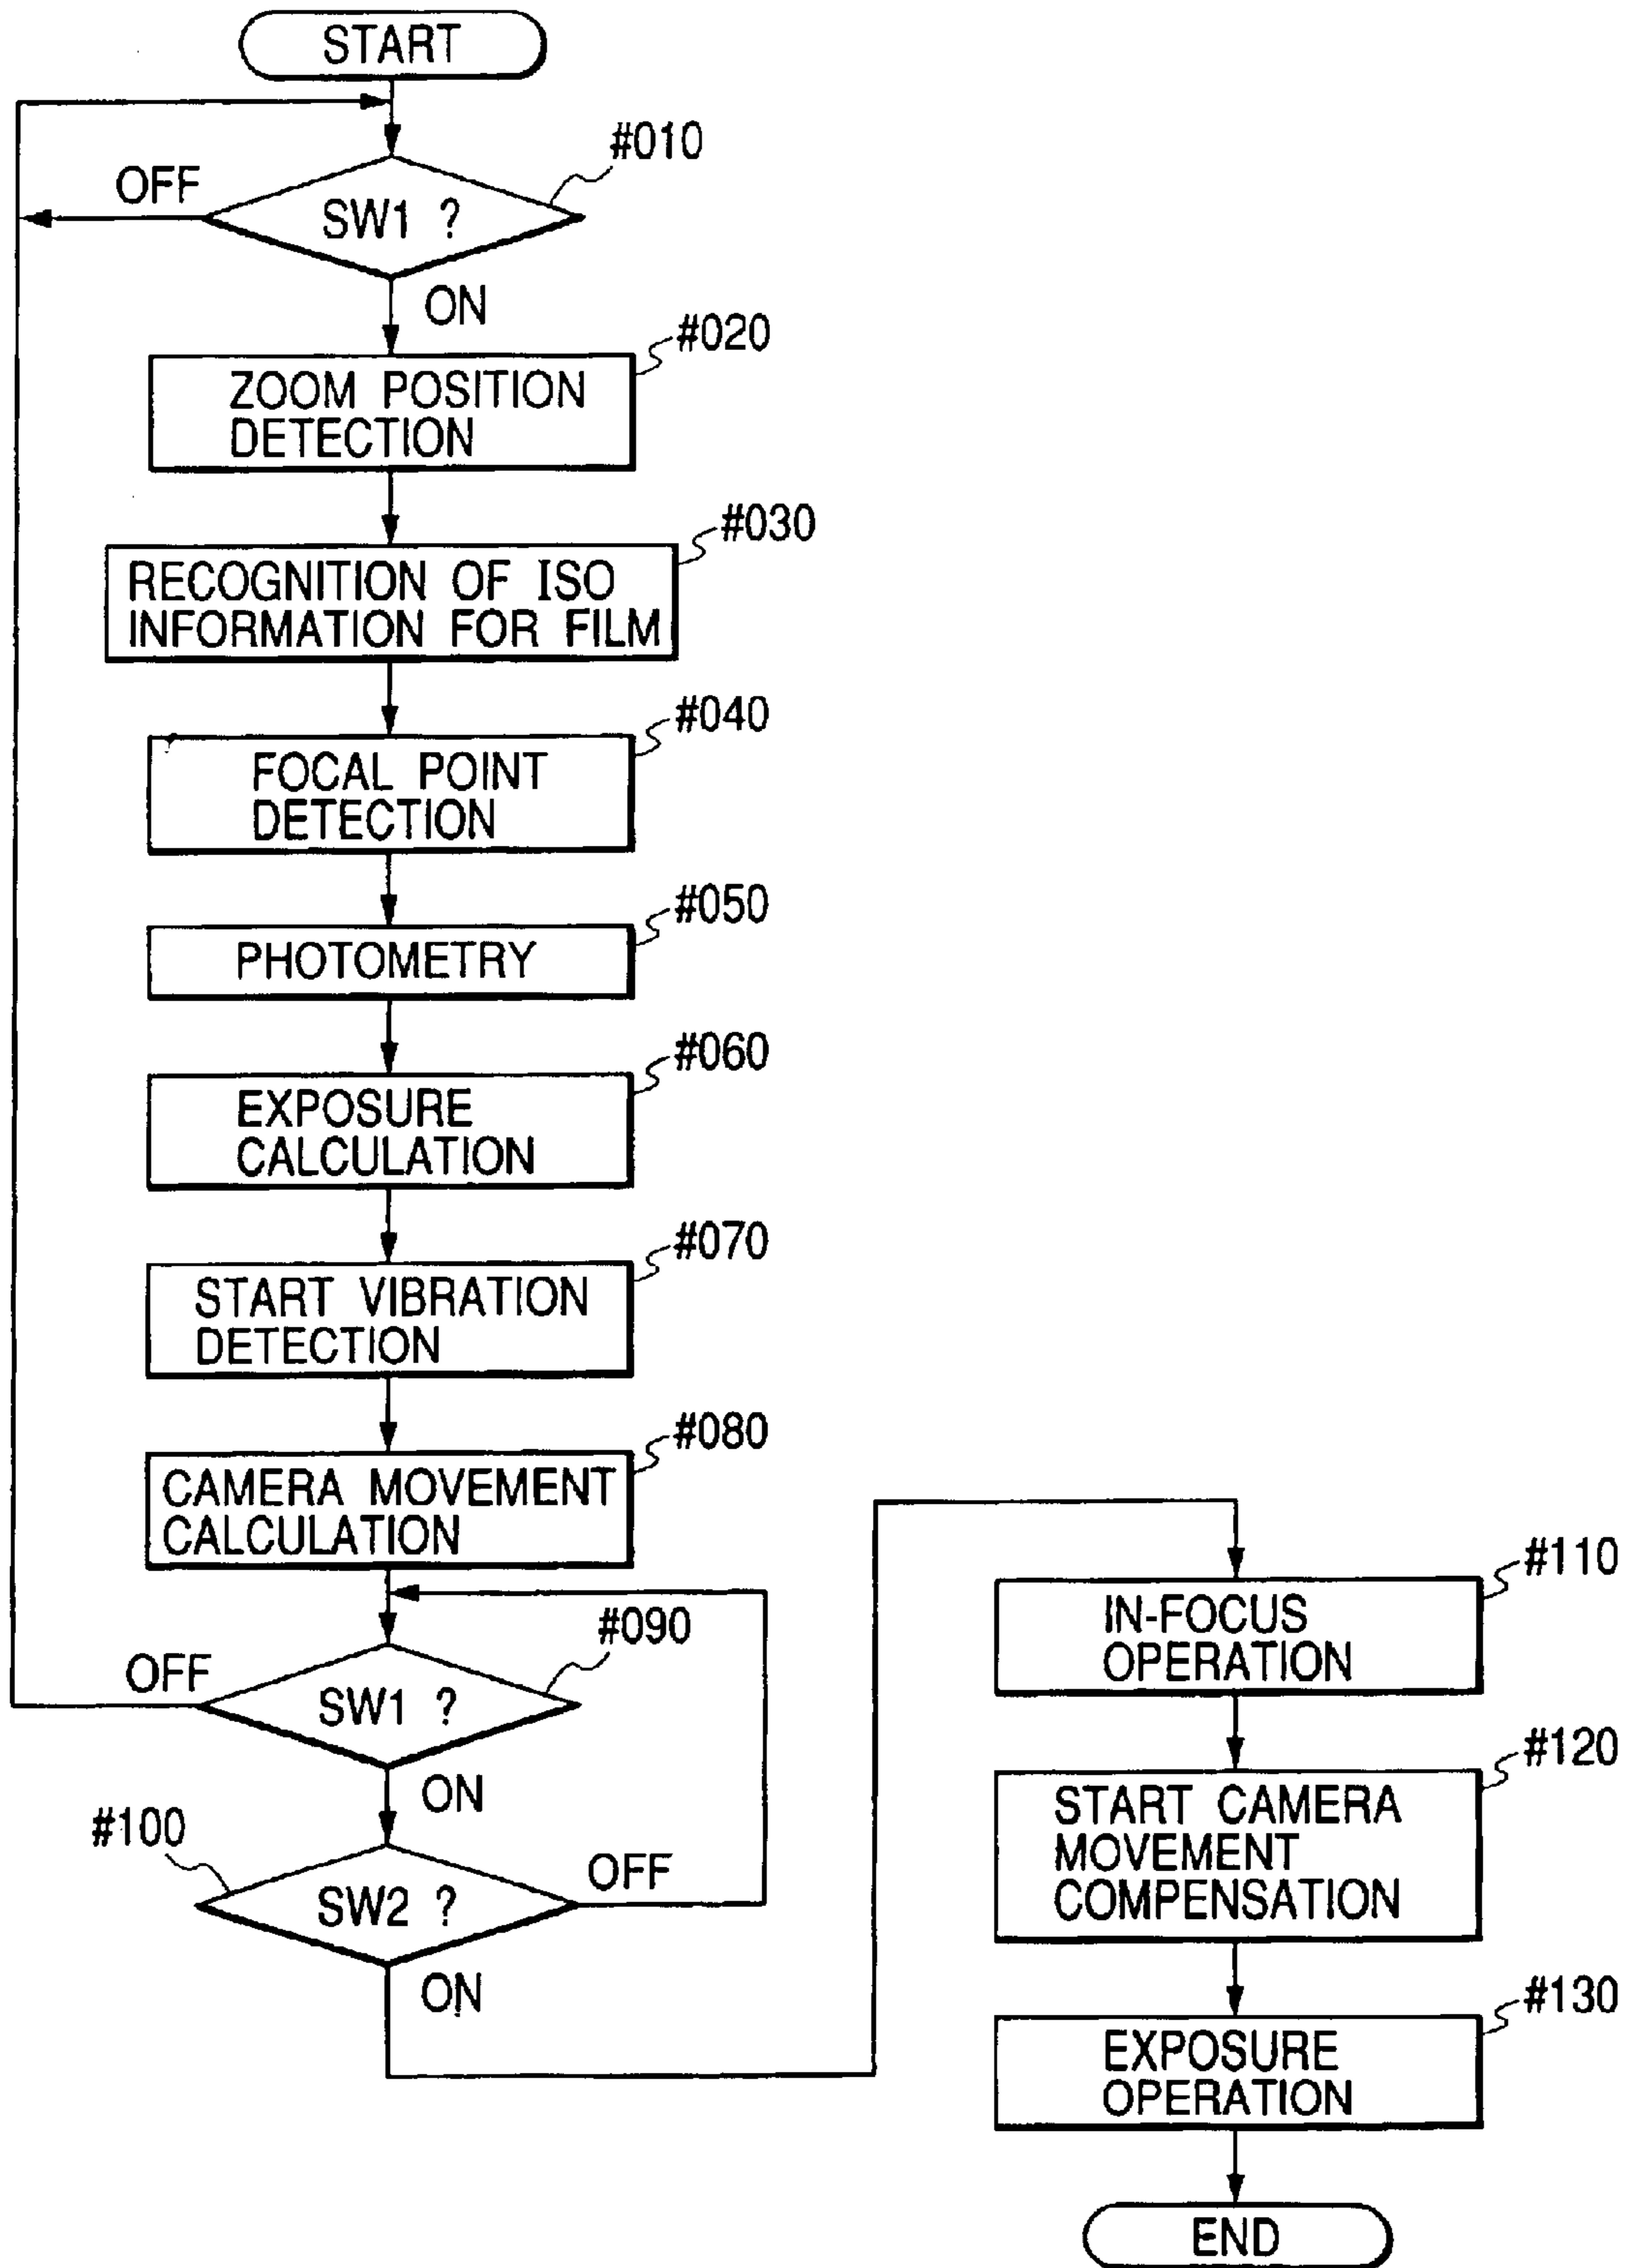 START
#010
OFF
SW1 ?
ON
#020
ZOOM POSITION
DETECTION
#030
RECOGNITION OF ISO
INFORMATION FOR FILM
#040
FOCAL POINT
DETECTION
#050
PHOTOMETRY
#060
EXPOSURE
CALCULATION
#070
START VIBRATION
DETECTION
#080
CAMERA MOVEMENT
CALCULATION
#090
OFF
SW1 ?
ON
#100
OFF
SW2 ?
ON
#110
IN-FOCUS
OPERATION
#120
START CAMERA
MOVEMENT
COMPENSATION
#130
EXPOSURE
OPERATION
END